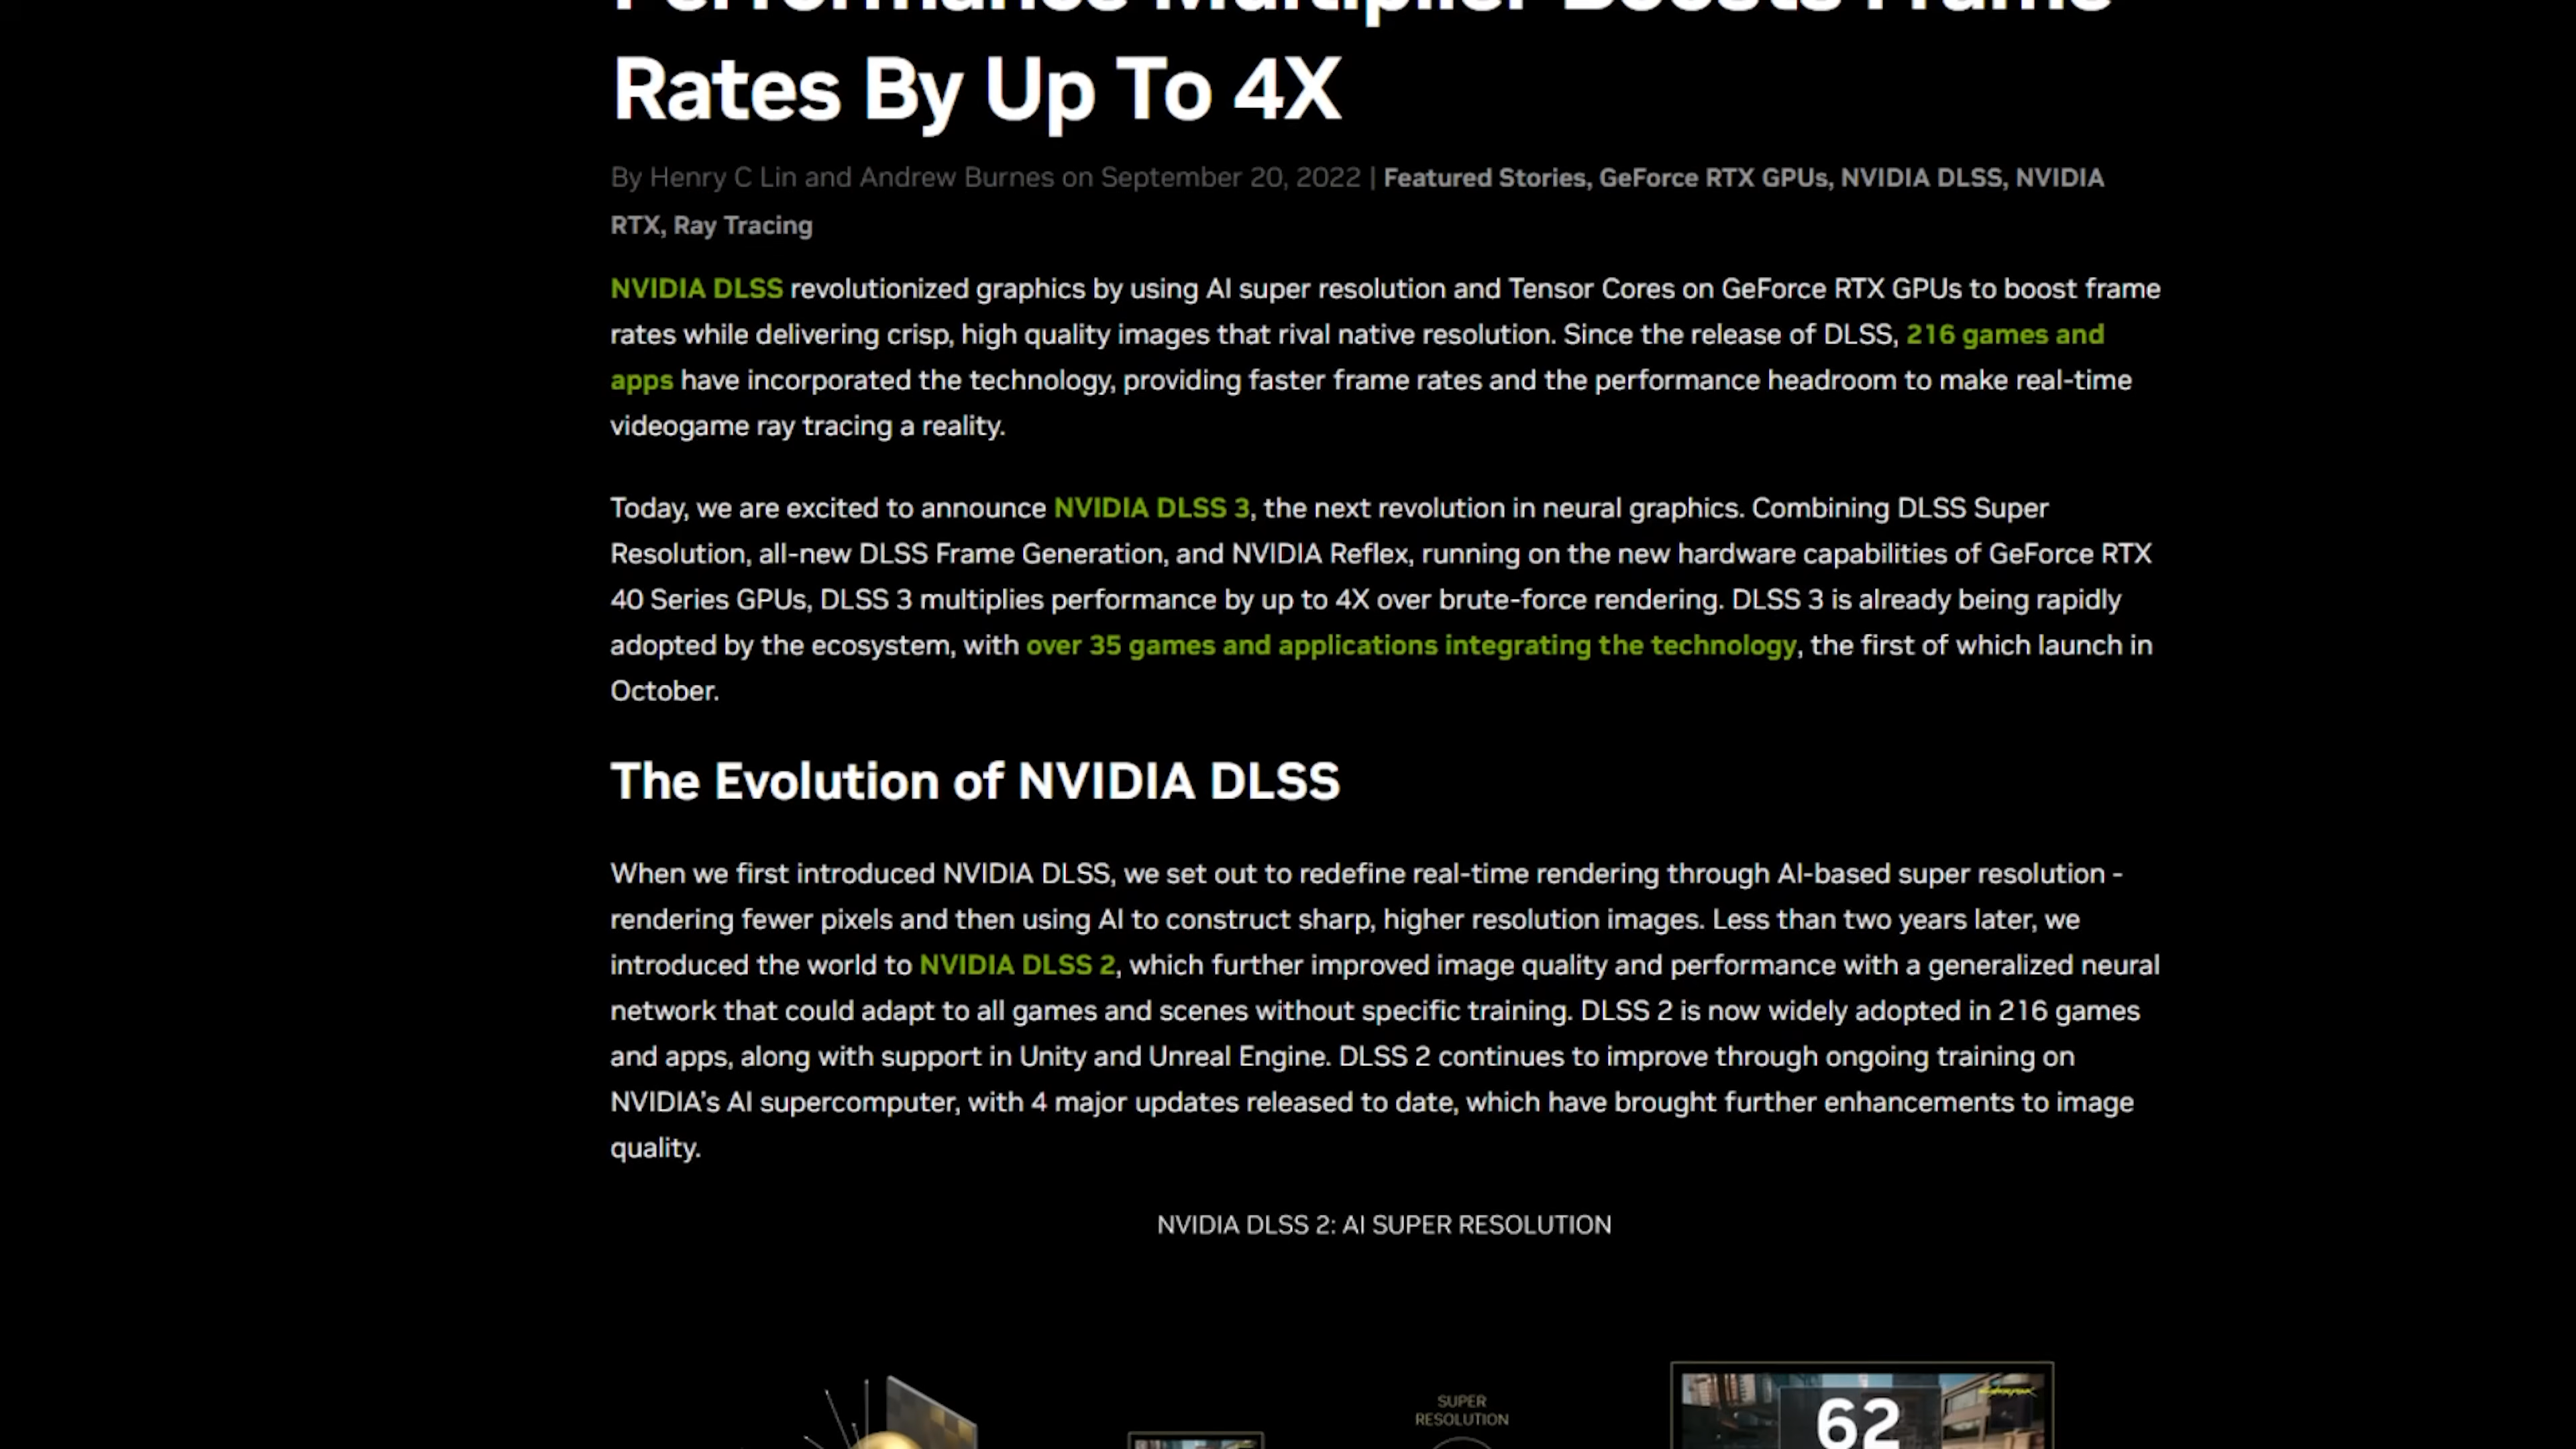 Performance Multiplier Boosts Frame
Rates By Up To 4X
By Henry C Lin and Andrew Burnes on September 20, 2022 | Featured Stories, GeForce RTX GPUs, NVIDIA DLSS, NVIDIA
RTX, Ray Tracing
NVIDIA DLSS revolutionized graphics by using AI super resolution and Tensor Cores on GeForce RTX GPUs to boost frame
rates while delivering crisp, high quality images that rival native resolution. Since the release of DLSS, 216 games and
apps have incorporated the technology, providing faster frame rates and the performance headroom to make real-time
videogame ray tracing a reality.
Today, we are excited to announce NVIDIA DLSS 3, the next revolution in neural graphics. Combining DLSS Super
Resolution, all-new DLSS Frame Generation, and NVIDIA Reflex, running on the new hardware capabilities of GeForce RTX
40 Series GPUs, DLSS 3 multiplies performance by up to 4X over brute-force rendering. DLSS 3 is already being rapidly
adopted by the ecosystem, with over 35 games and applications integrating the technology, the first of which launch in
October.
The Evolution of NVIDIA DLSS
When we first introduced NVIDIA DLSS, we set out to redefine real-time rendering through AI-based super resolution -
rendering fewer pixels and then using AI to construct sharp, higher resolution images. Less than two years later, we
introduced the world to NVIDIA DLSS 2, which further improved image quality and performance with a generalized neural
network that could adapt to all games and scenes without specific training. DLSS 2 is now widely adopted in 216 games
and apps, along with support in Unity and Unreal Engine. DLSS 2 continues to improve through ongoing training on
NVIDIA's AI supercomputer, with 4 major updates released to date, which have brought further enhancements to image
quality.
NVIDIA DLSS 2: AI SUPER RESOLUTION
SUPER
RESOLUTION
62